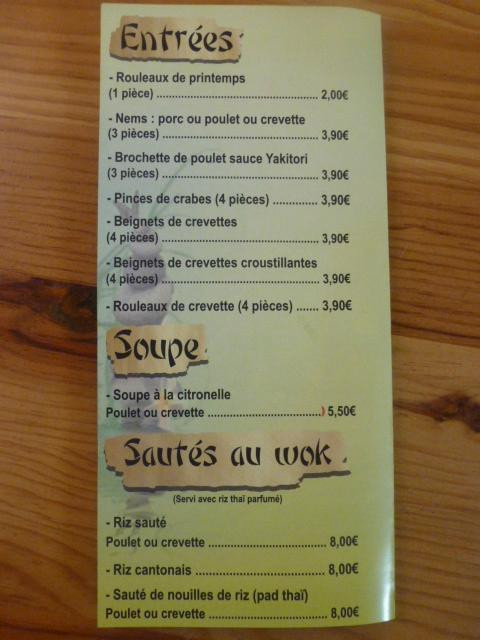 Entrées
- Rouleaux de printemps
(1 pièce) ................................................ 2,00€
- Nems : porc ou poulet ou crevette
(3 pièces) ................................................ 3,90€
- Brochette de poulet sauce Yakitori
(3 pièces) ................................................ 3,90€
- Pinces de crabes (4 pièces) ............. 3,90€
- Beignets de crevettes
(4 pièces) ................................................ 3,90€
- Beignets de crevettes croustillantes
(4 pièces) ................................................ 3,90€
- Rouleaux de crevette (4 pièces) ....... 3,90€
Soupe
- Soupe à la citronelle
Poulet ou crevette ..................................) 5,50€
Sautés au wok
(Servi avec riz thaï parfumé)
- Riz sauté
Poulet ou crevette ................................... 8,00€
- Riz cantonais ....................................... 8,00€
- Sauté de nouilles de riz (pad thaï)
Poulet ou crevette ................................... 8,00€